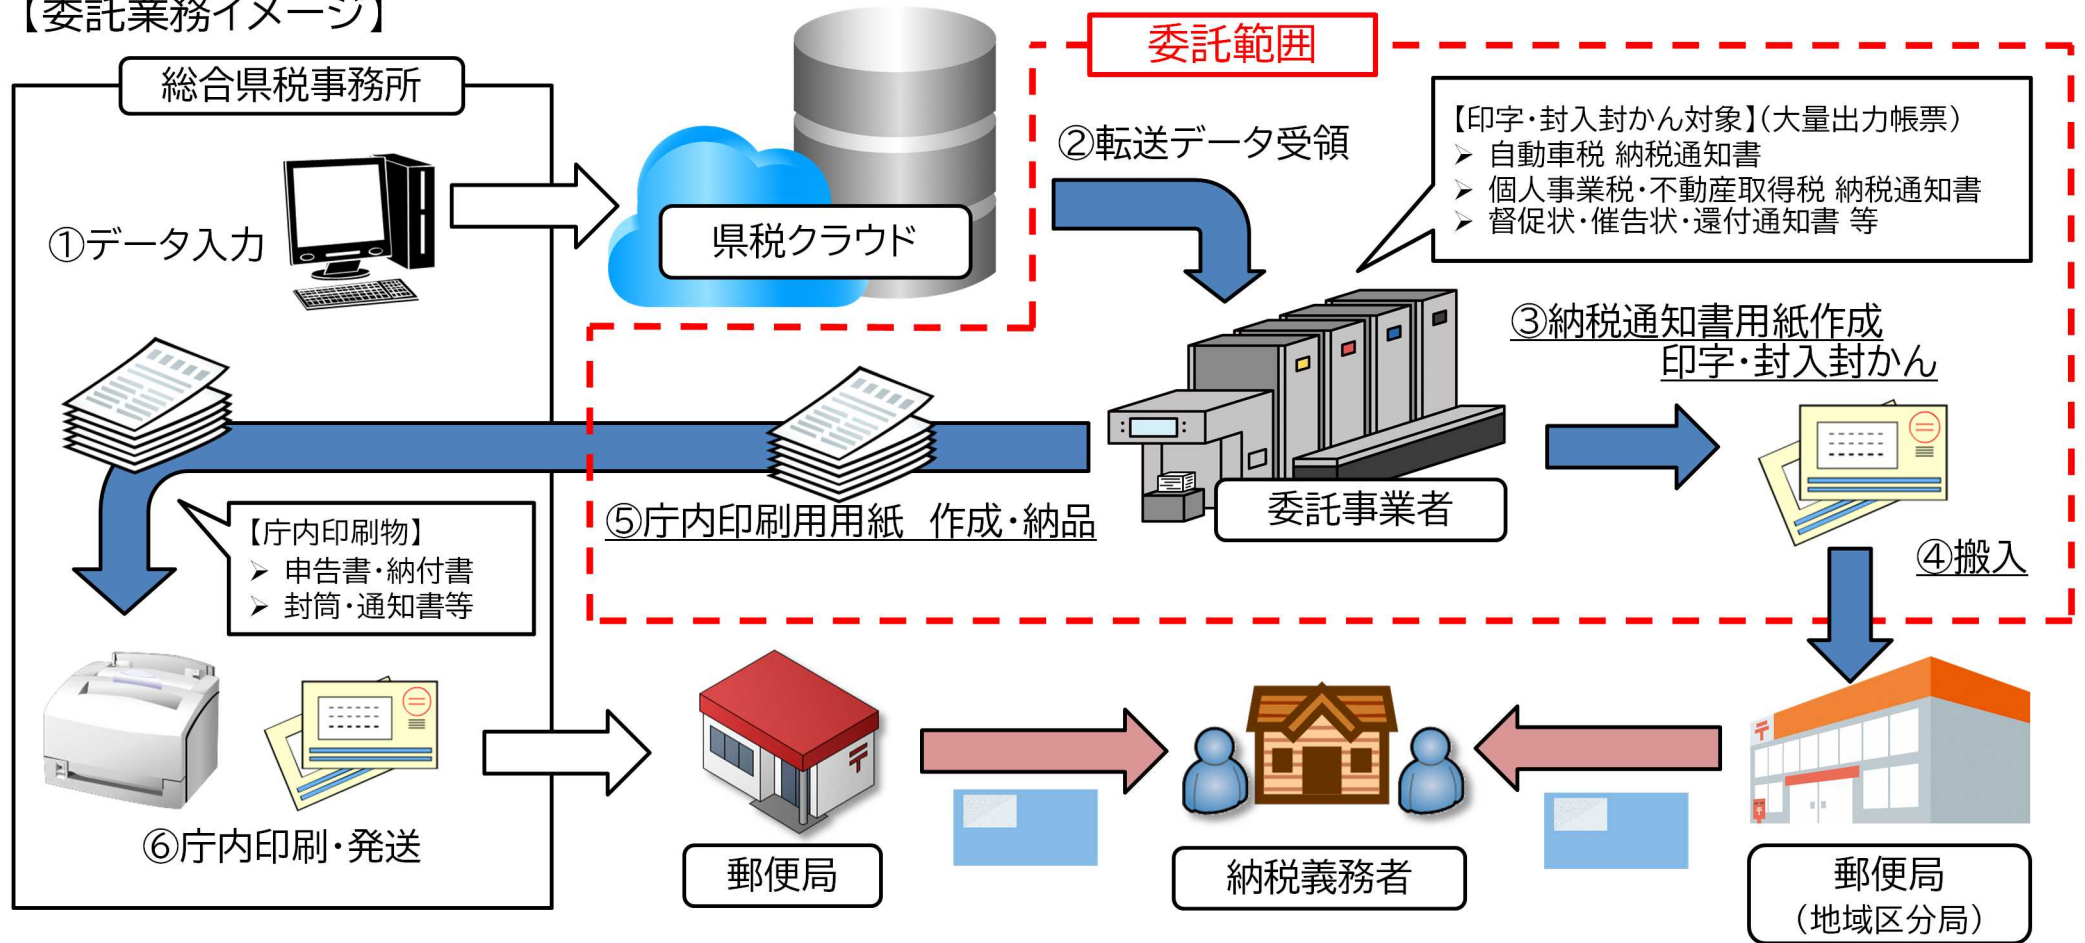 【委託業務イメージ】
総合県税事務所
①データ入力
県税クラウド
委託範囲
②転送データ受領
【印字・封入封かん対象】(大量出力帳票)
➢ 自動車税 納税通知書
➢ 個人事業税・不動産取得税 納税通知書
➢ 督促状・催告状・還付通知書 等
③納税通知書用紙作成
印字・封入封かん
委託事業者
④搬入
⑤庁内印刷用用紙 作成・納品
【庁内印刷物】
➢ 申告書・納付書
➢ 封筒・通知書等
⑥庁内印刷・発送
郵便局
納税義務者
郵便局
(地域区分局)